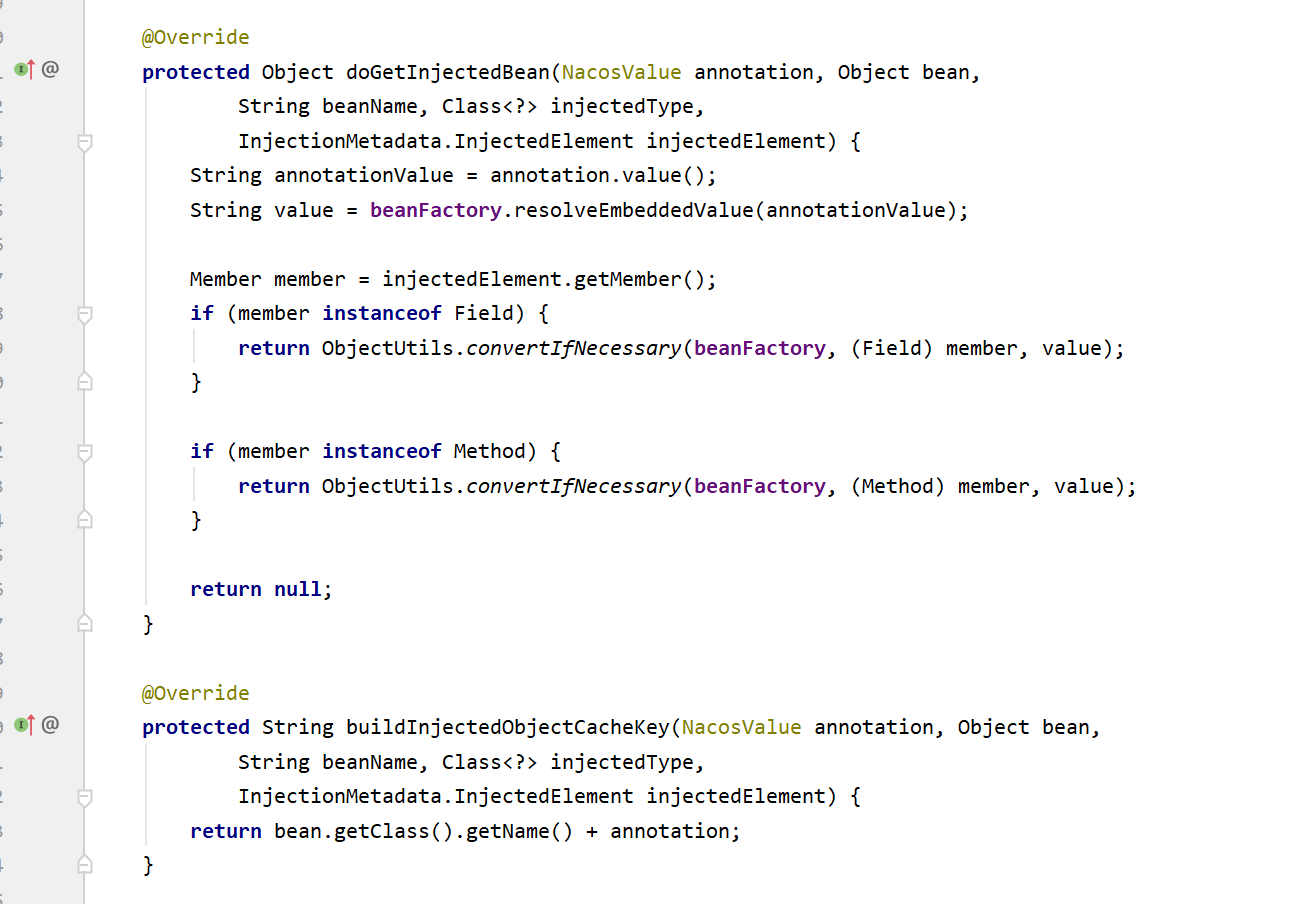 @Override
protected Object doGetInjectedBean(NacosValue annotation, Object bean,
        String beanName, Class<?> injectedType,
        InjectionMetadata.InjectedElement injectedElement) {
    String annotationValue = annotation.value();
    String value = beanFactory.resolveEmbeddedValue(annotationValue);

    Member member = injectedElement.getMember();
    if (member instanceof Field) {
        return ObjectUtils.convertIfNecessary(beanFactory, (Field) member, value);
    }

    if (member instanceof Method) {
        return ObjectUtils.convertIfNecessary(beanFactory, (Method) member, value);
    }

    return null;
}

@Override
protected String buildInjectedObjectCacheKey(NacosValue annotation, Object bean,
        String beanName, Class<?> injectedType,
        InjectionMetadata.InjectedElement injectedElement) {
    return bean.getClass().getName() + annotation;
}